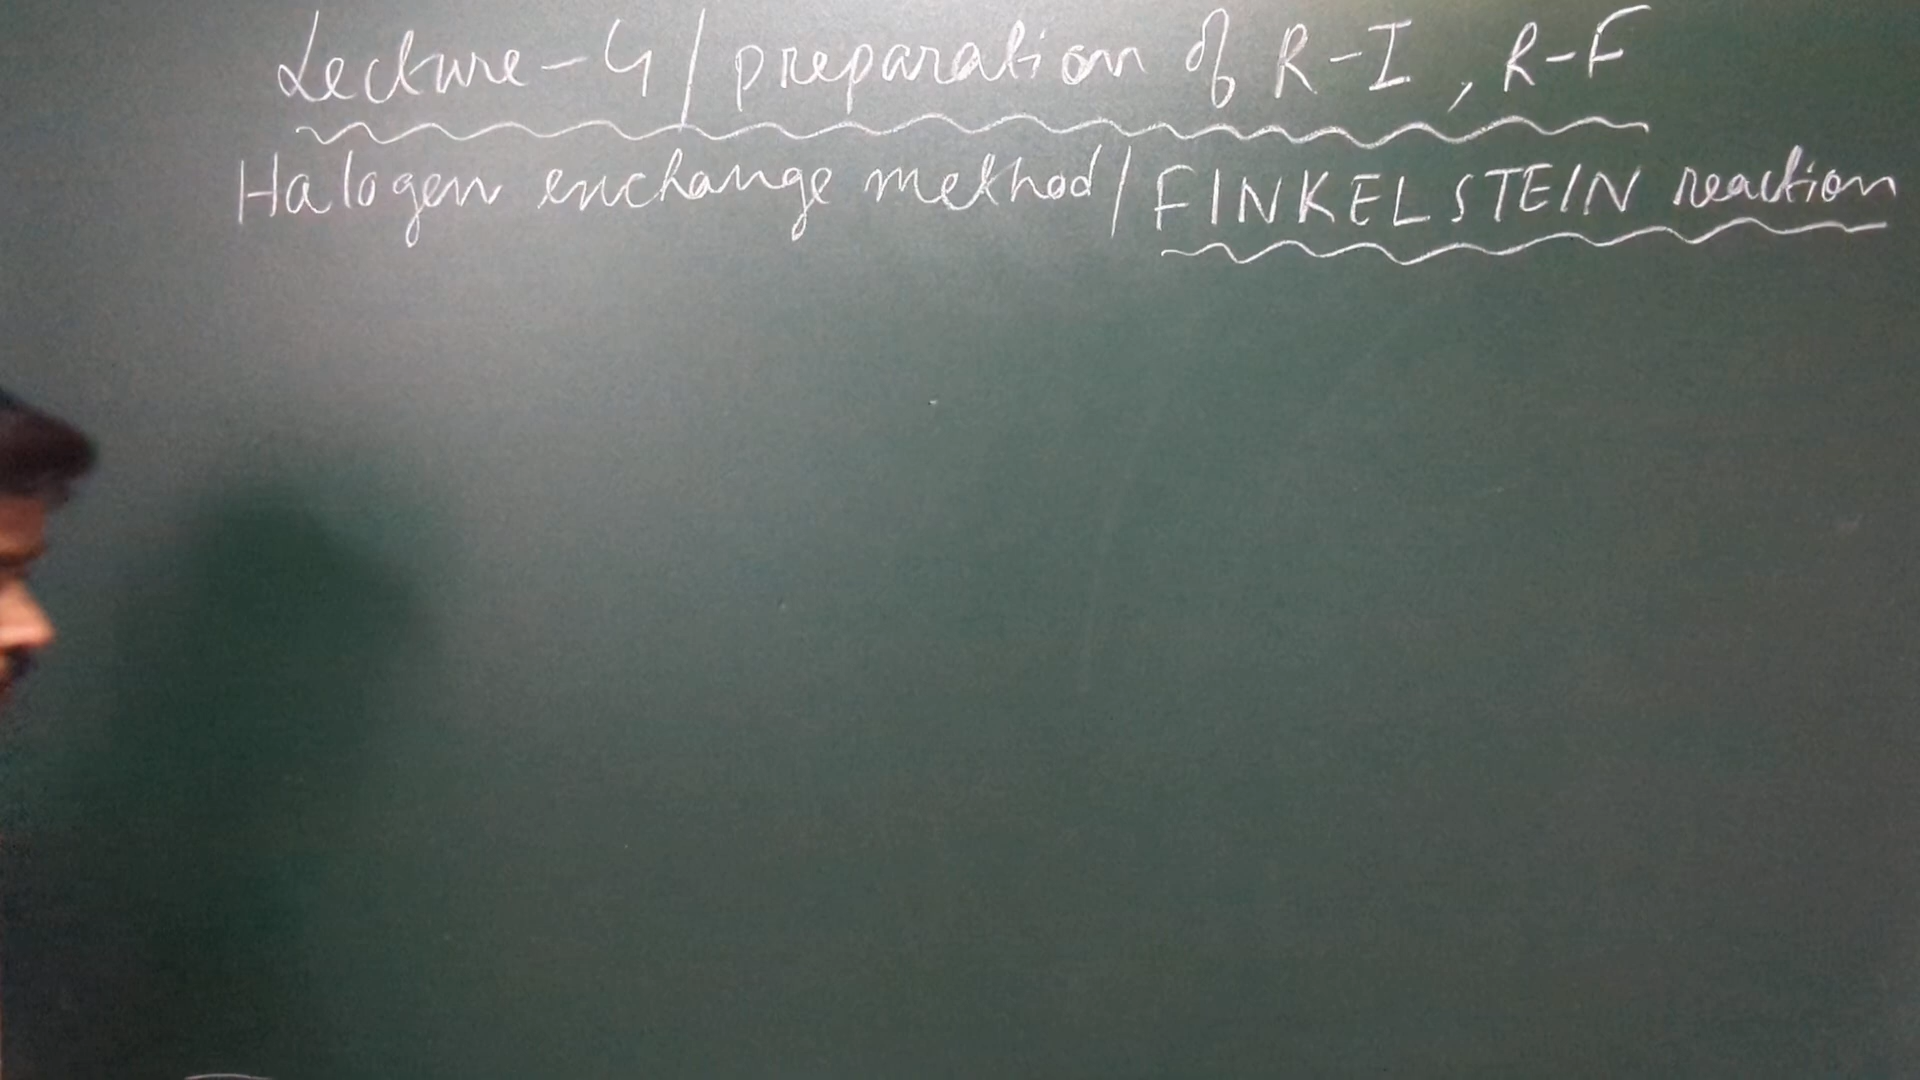 Lecture-4/preparation of R-I, R-F
Halogen exchange method/FINKELSTEIN reaction